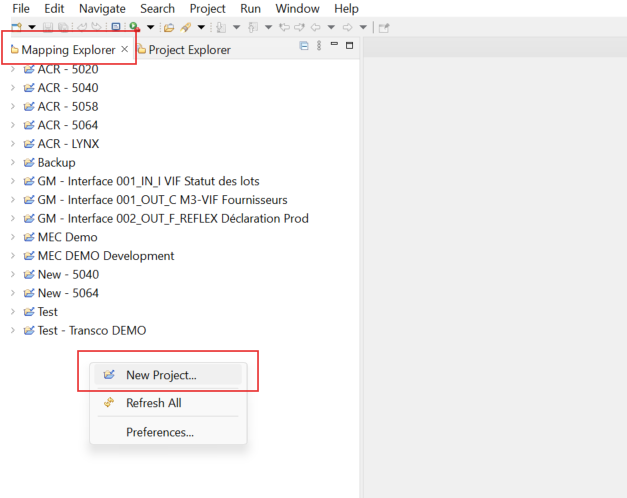 File Edit Navigate Search Project Run Window Help
Mapping Explorer × Project Explorer
ACR - 5020
ACR - 5040
ACR - 5058
ACR - 5064
ACR - LYNX
Backup
GM - Interface 001_IN_I VIF Statut des lots
GM - Interface 001_OUT_C M3-VIF Fournisseurs
GM - Interface 002_OUT_F_REFLEX Déclaration Prod
MEC Demo
MEC DEMO Development
New - 5040
New - 5064
Test
Test - Transco DEMO
New Project...
Refresh All
Preferences...